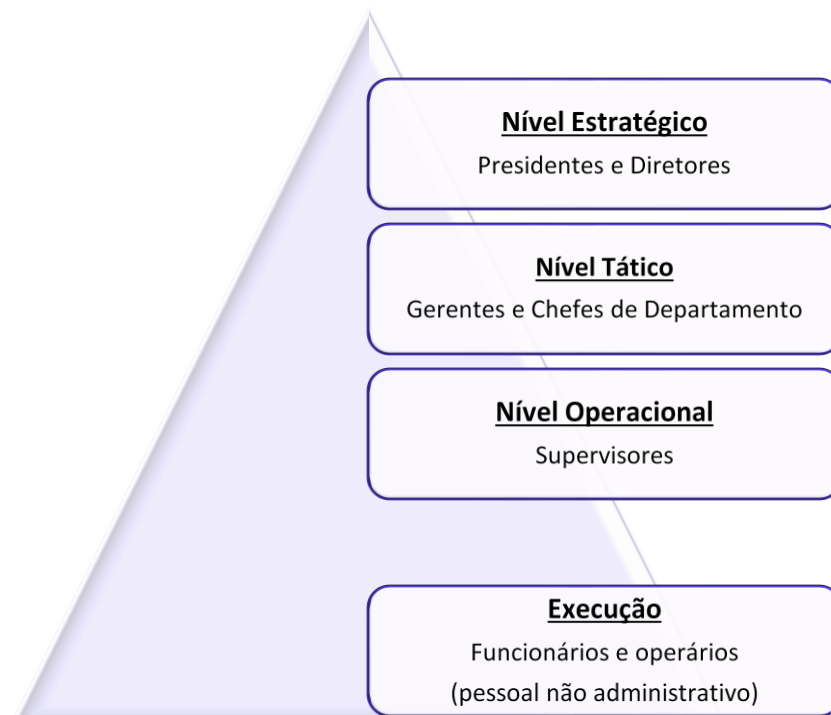 Nível Estratégico
Presidentes e Diretores
Nível Tático
Gerentes e Chefes de Departamento
Nível Operacional
Supervisores
Execução
Funcionários e operários
(pessoal não administrativo)